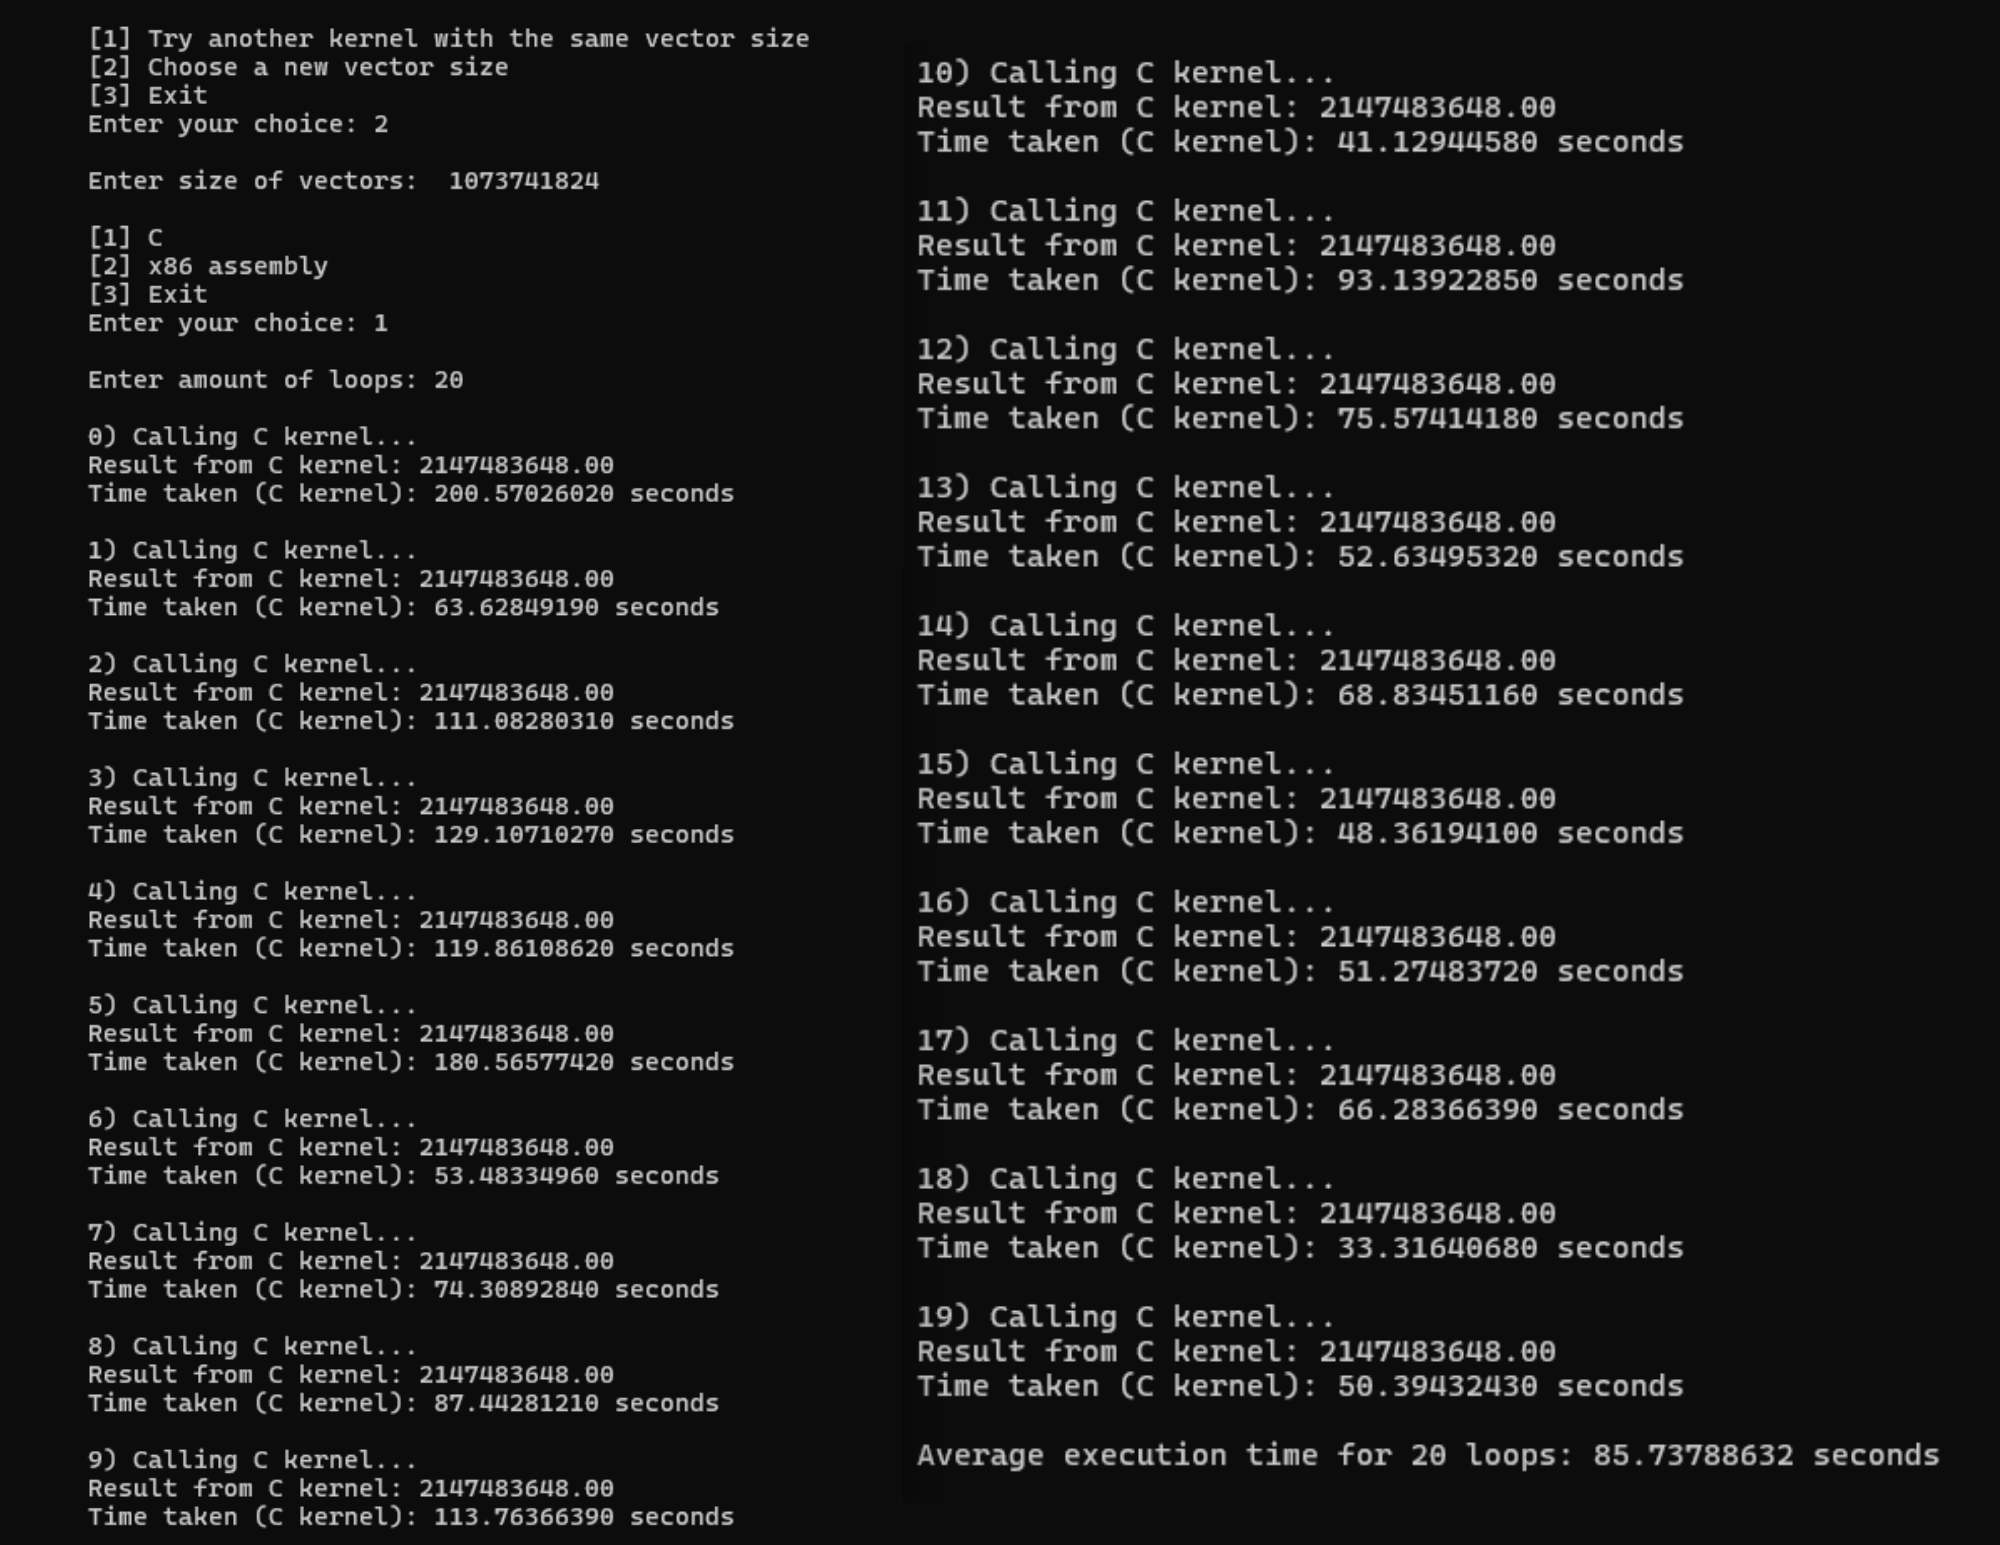 [1] Try another kernel with the same vector size
[2] Choose a new vector size
[3] Exit
Enter your choice: 2
Enter size of vectors:  1073741824
[1] C
[2] x86 assembly
[3] Exit
Enter your choice: 1
Enter amount of loops: 20
0) Calling C kernel...
Result from C kernel: 2147483648.00
Time taken (C kernel): 200.57026020 seconds
1) Calling C kernel...
Result from C kernel: 2147483648.00
Time taken (C kernel): 63.62849190 seconds
2) Calling C kernel...
Result from C kernel: 2147483648.00
Time taken (C kernel): 111.08280310 seconds
3) Calling C kernel...
Result from C kernel: 2147483648.00
Time taken (C kernel): 129.10710270 seconds
4) Calling C kernel...
Result from C kernel: 2147483648.00
Time taken (C kernel): 119.86108620 seconds
5) Calling C kernel...
Result from C kernel: 2147483648.00
Time taken (C kernel): 180.56577420 seconds
6) Calling C kernel...
Result from C kernel: 2147483648.00
Time taken (C kernel): 53.48334960 seconds
7) Calling C kernel...
Result from C kernel: 2147483648.00
Time taken (C kernel): 74.30892840 seconds
8) Calling C kernel...
Result from C kernel: 2147483648.00
Time taken (C kernel): 87.44281210 seconds
9) Calling C kernel...
Result from C kernel: 2147483648.00
Time taken (C kernel): 113.76366390 seconds
10) Calling C kernel...
Result from C kernel: 2147483648.00
Time taken (C kernel): 41.12944580 seconds
11) Calling C kernel...
Result from C kernel: 2147483648.00
Time taken (C kernel): 93.13922850 seconds
12) Calling C kernel...
Result from C kernel: 2147483648.00
Time taken (C kernel): 75.57414180 seconds
13) Calling C kernel...
Result from C kernel: 2147483648.00
Time taken (C kernel): 52.63495320 seconds
14) Calling C kernel...
Result from C kernel: 2147483648.00
Time taken (C kernel): 68.83451160 seconds
15) Calling C kernel...
Result from C kernel: 2147483648.00
Time taken (C kernel): 48.36194100 seconds
16) Calling C kernel...
Result from C kernel: 2147483648.00
Time taken (C kernel): 51.27483720 seconds
17) Calling C kernel...
Result from C kernel: 2147483648.00
Time taken (C kernel): 66.28366390 seconds
18) Calling C kernel...
Result from C kernel: 2147483648.00
Time taken (C kernel): 33.31640680 seconds
19) Calling C kernel...
Result from C kernel: 2147483648.00
Time taken (C kernel): 50.39432430 seconds
Average execution time for 20 loops: 85.73788632 seconds